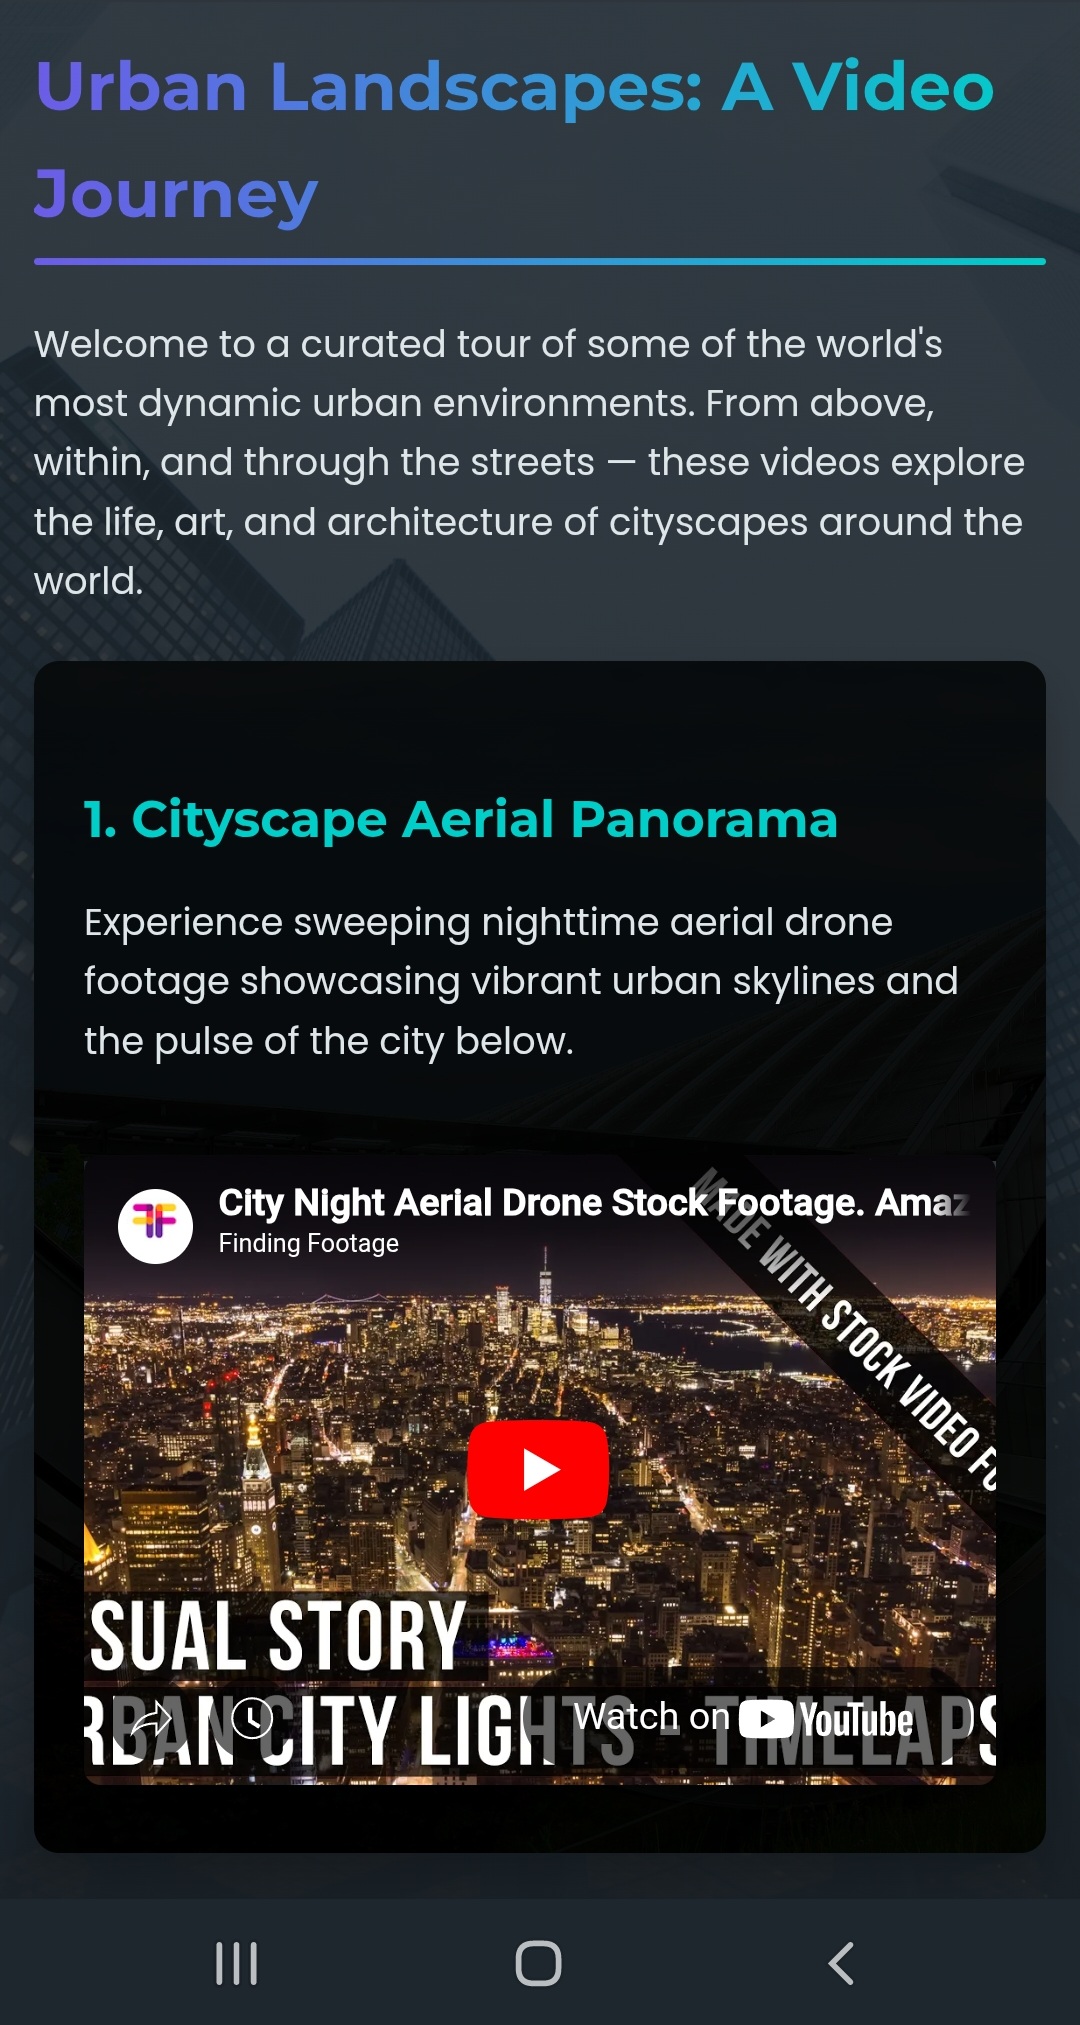 Urban Landscapes: A Video
Journey
Welcome to a curated tour of some of the world's
most dynamic urban environments. From above,
within, and through the streets — these videos explore
the life, art, and architecture of cityscapes around the
world.
1. Cityscape Aerial Panorama
Experience sweeping nighttime aerial drone
footage showcasing vibrant urban skylines and
the pulse of the city below.
City Night Aerial Drone Stock Footage. Amaz
Finding Footage
MADE WITH STOCK VIDEO FO
SUAL STORY
RBAN CITY LIGHTS - TIMELAPS
Watch on YouTube